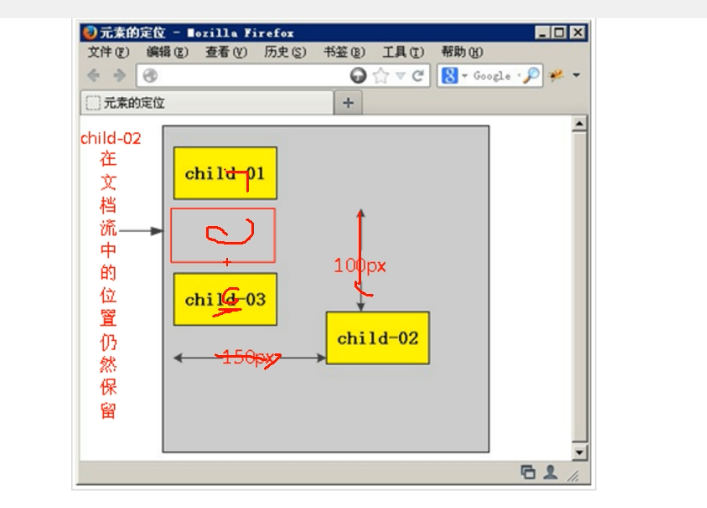 元素的定位 - Mozilla Firefox
文件(F) 编辑(E) 查看(V) 历史(S) 书签(B) 工具(T) 帮助(H)
Google
元素的定位
child-02
在文档流中的位置仍然保留
child-01
child-03
100px
child-02
150px